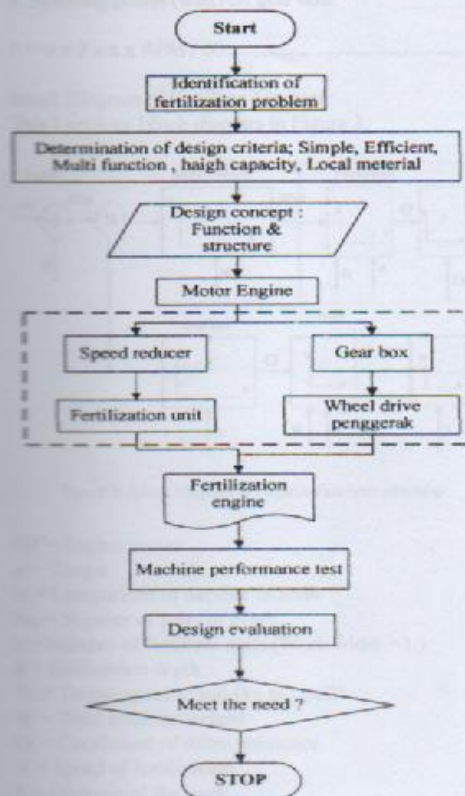 Start
Identification of
fertilization problem
Determination of design criteria; Simple, Efficient,
Multi function , haigh capacity, Local meterial
Design concept :
Function &
structure
Motor Engine
Speed reducer
Gear box
Fertilization unit
Wheel drive
penggerak
Fertilization
engine
Machine performance test
Design evaluation
Meet the need ?
STOP